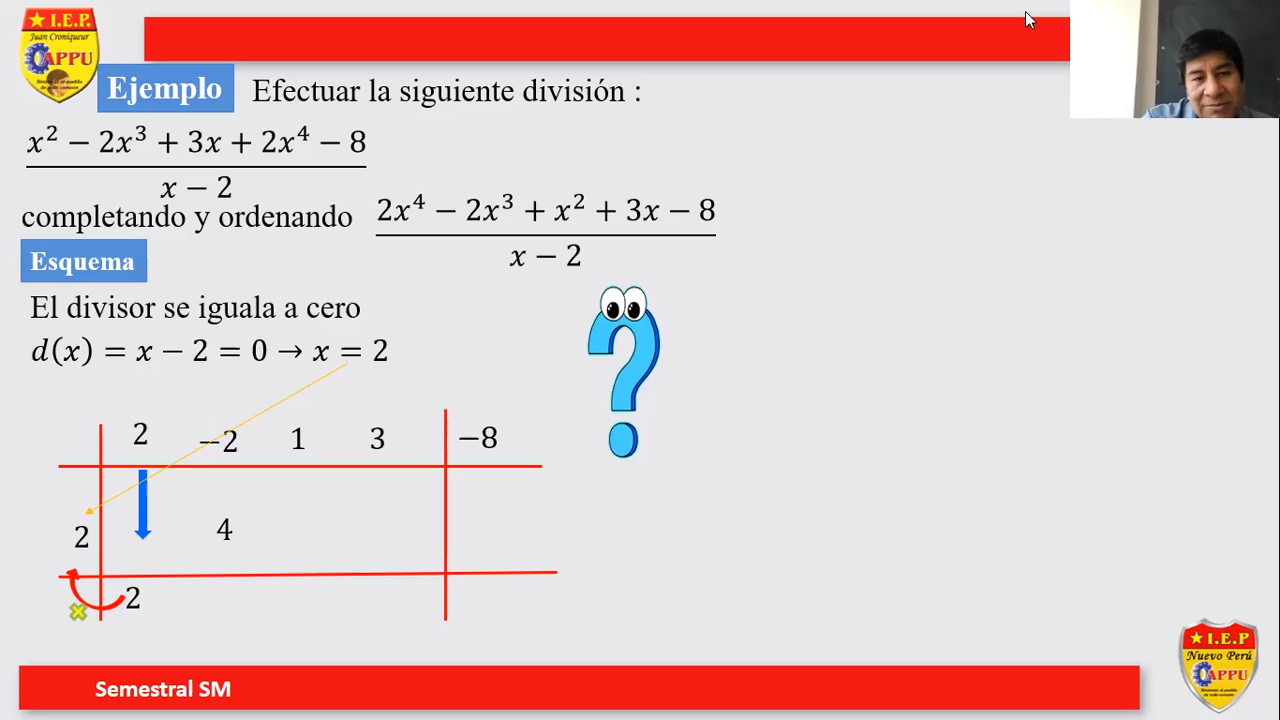 ★ I.E.P.
Juan Croniqueur
APPU
Ejemplo
Efectuar la siguiente división :
x² − 2x³ + 3x + 2x⁴ − 8
x − 2
completando y ordenando
2x⁴ − 2x³ + x² + 3x − 8
x − 2
Esquema
El divisor se iguala a cero
d(x) = x − 2 = 0 → x = 2
2 −2 1 3 −8
2 4
2
Semestral SM
★ I.E.P
Nuevo Perú
APPU